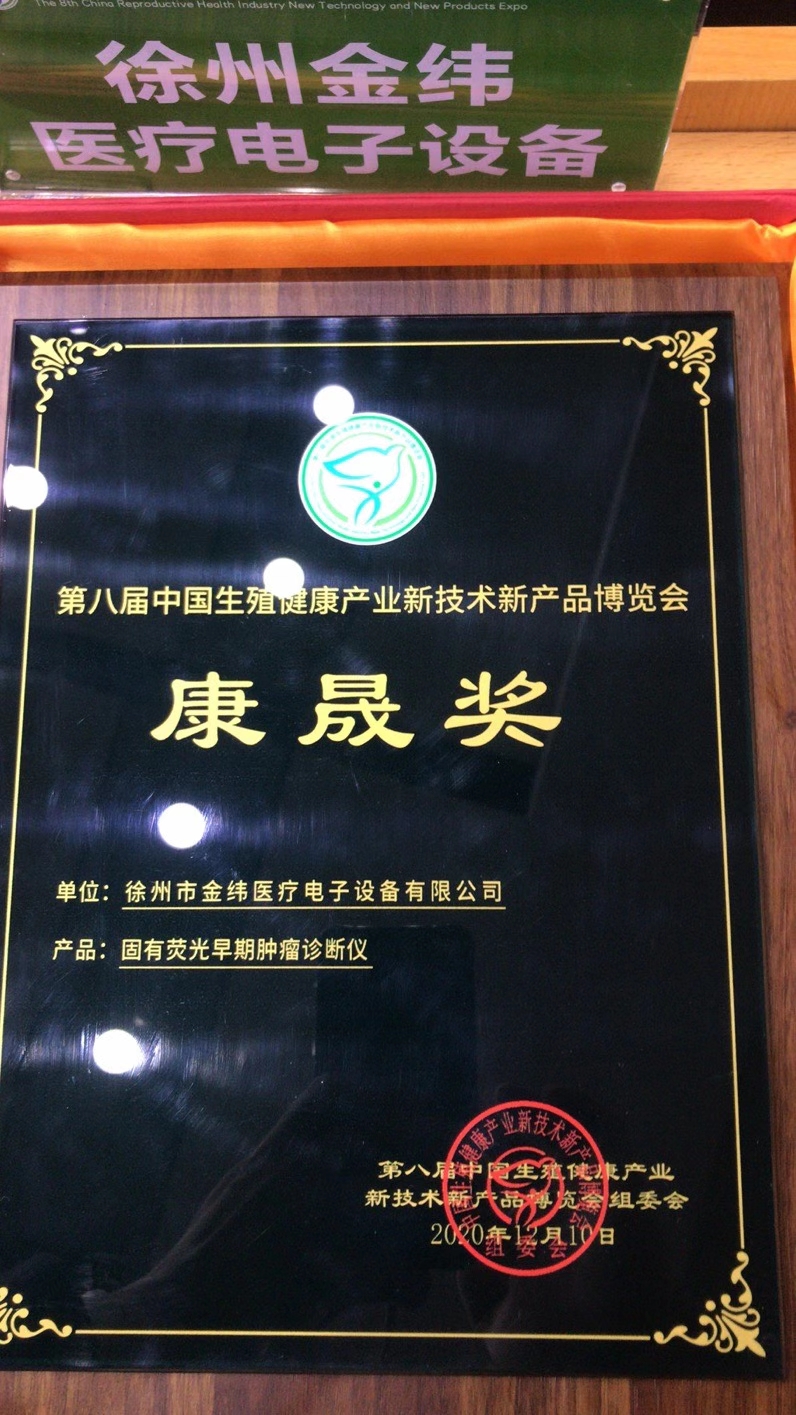 The 8th China Reproductive Health Industry New Technology and New Products Expo
徐州金纬
医疗电子设备
第八届中国生殖健康产业新技术新产品博览会
康晟奖
单位：徐州市金纬医疗电子设备有限公司
产品：固有荧光早期肿瘤诊断仪
第八届中国生殖健康产业
新技术新产品博览会组委会
2020年12月10日
组委会